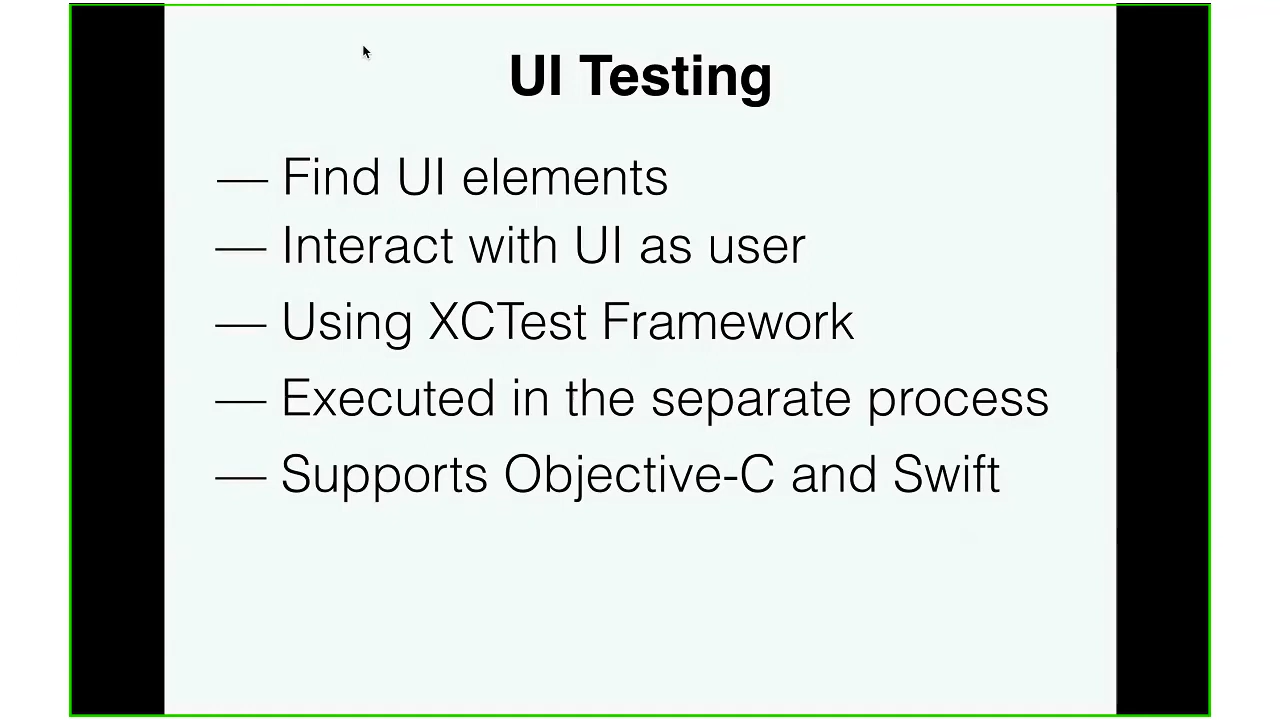 UI Testing
— Find UI elements
— Interact with UI as user
— Using XCTest Framework
— Executed in the separate process
— Supports Objective-C and Swift